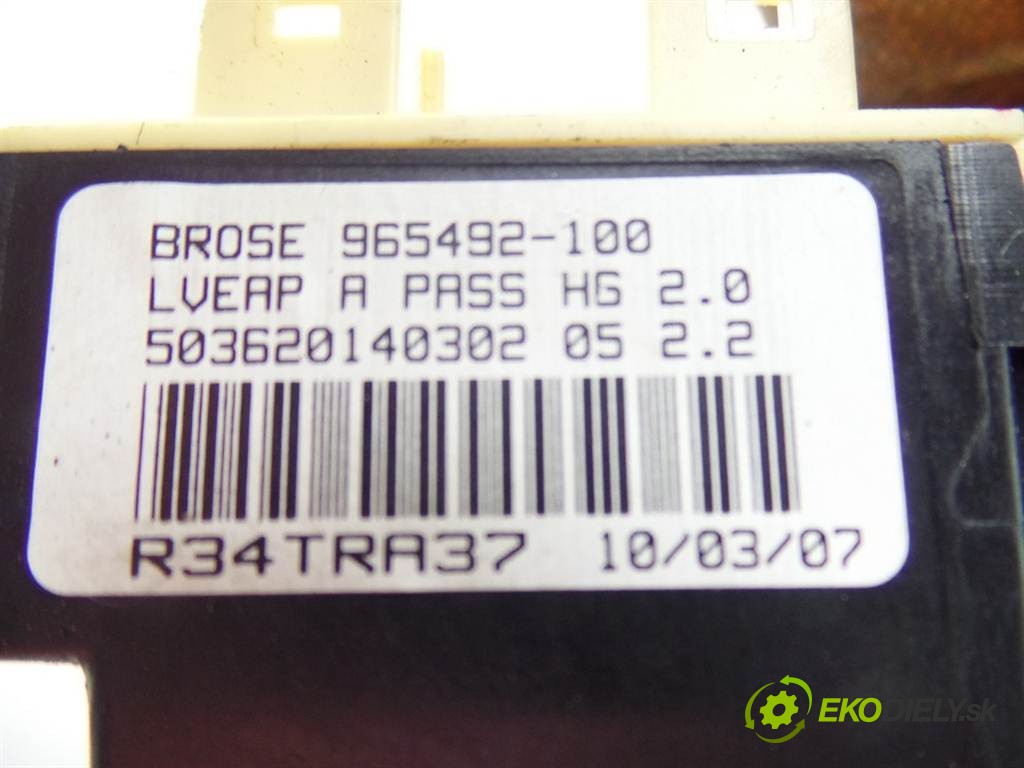 BROSE 965492-100
LVEAP A PASS HG 2.0
503620140302 05 2.2
R34TRA37 10/03/07
EKODIELY.sk